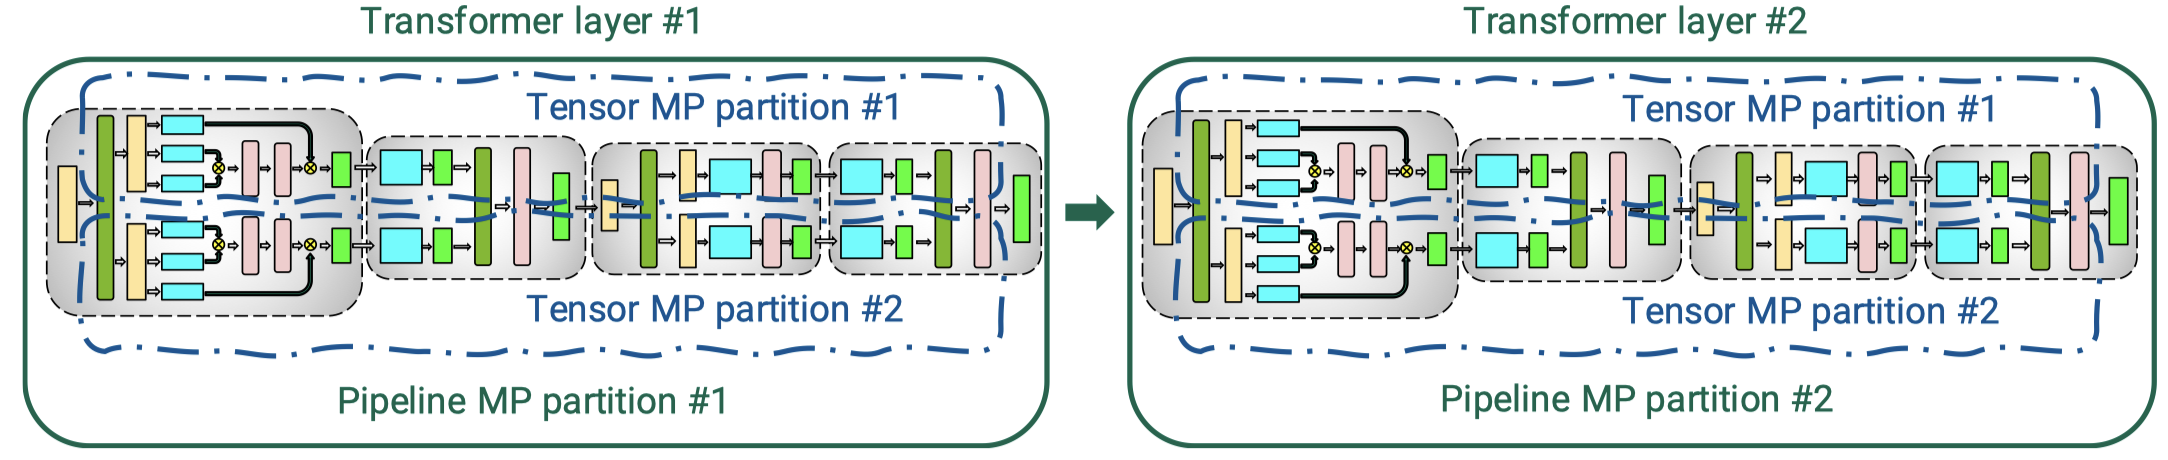 Transformer layer #1
Tensor MP partition #1
Tensor MP partition #2
Pipeline MP partition #1
Transformer layer #2
Tensor MP partition #1
Tensor MP partition #2
Pipeline MP partition #2